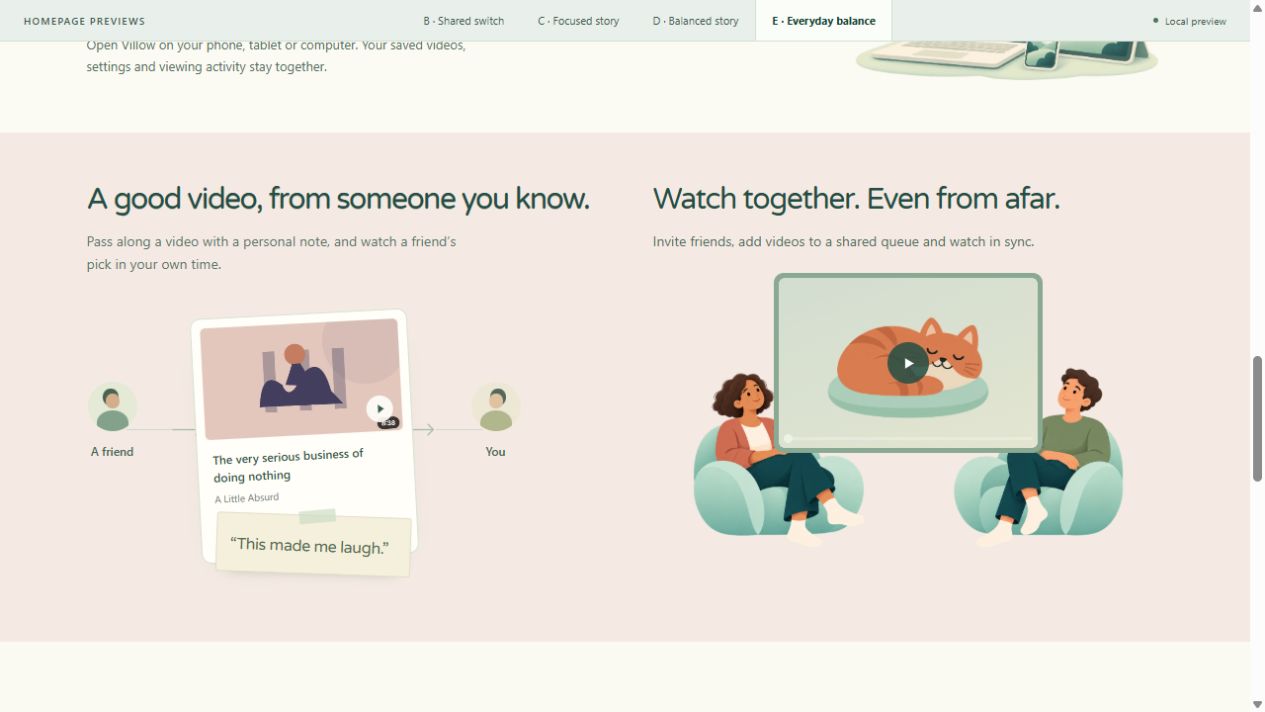 HOMEPAGE PREVIEWS
B · Shared switch
C · Focused story
D · Balanced story
E · Everyday balance
Local preview
Open Villow on your phone, tablet or computer. Your saved videos,
settings and viewing activity stay together.
A good video, from someone you know.
Pass along a video with a personal note, and watch a friend's
pick in your own time.
A friend
8:38
The very serious business of
doing nothing
A Little Absurd
“This made me laugh.”
You
Watch together. Even from afar.
Invite friends, add videos to a shared queue and watch in sync.